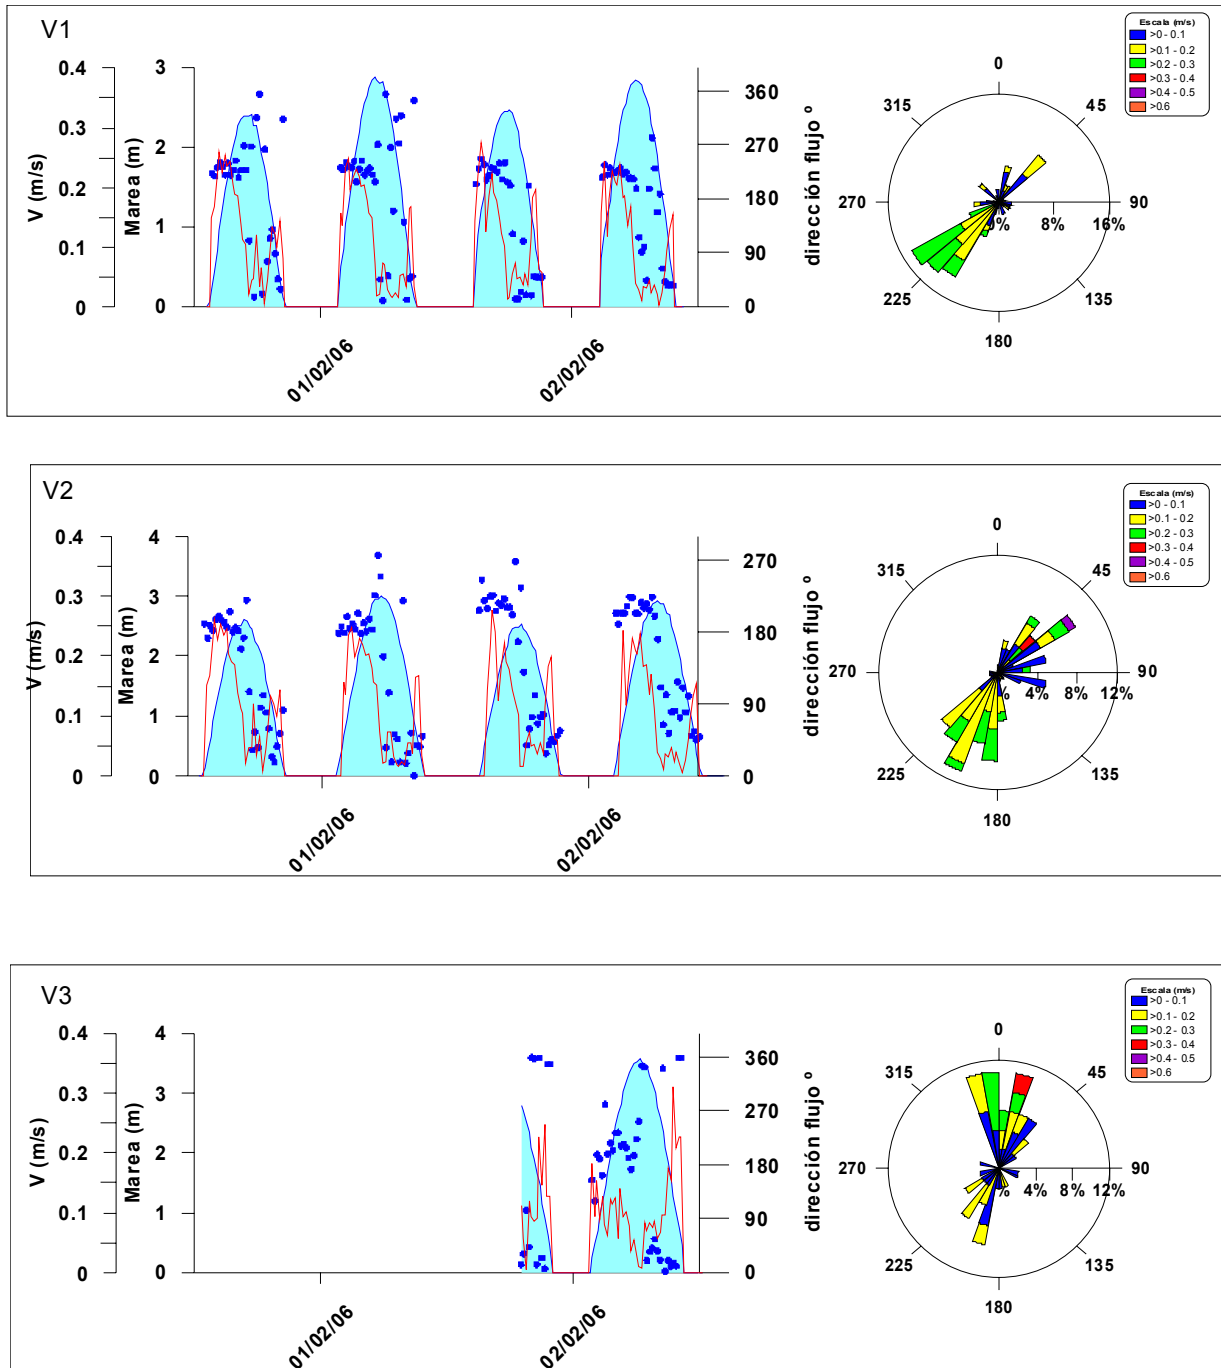 V1
Escala (m/s)
>0 - 0.1
>0.1 - 0.2
>0.2 - 0.3
>0.3 - 0.4
>0.4 - 0.5
>0.6
0.4
0.3
0.2
0.1
0
V (m/s)
3
2
1
0
Marea (m)
360
270
180
90
0
dirección flujo º
01/02/06
02/02/06
0
45
90
135
180
225
270
315
0%
8%
16%
V2
Escala (m/s)
>0 - 0.1
>0.1 - 0.2
>0.2 - 0.3
>0.3 - 0.4
>0.4 - 0.5
>0.6
0.4
0.3
0.2
0.1
0
V (m/s)
4
3
2
1
0
Marea (m)
270
180
90
0
dirección flujo º
01/02/06
02/02/06
0
45
90
135
180
225
270
315
%
4%
8%
12%
V3
Escala (m/s)
>0 - 0.1
>0.1 - 0.2
>0.2 - 0.3
>0.3 - 0.4
>0.4 - 0.5
>0.6
0.4
0.3
0.2
0.1
0
V (m/s)
4
3
2
1
0
Marea (m)
360
270
180
90
0
dirección flujo º
01/02/06
02/02/06
0
45
90
135
180
225
270
315
%
4%
8%
12%